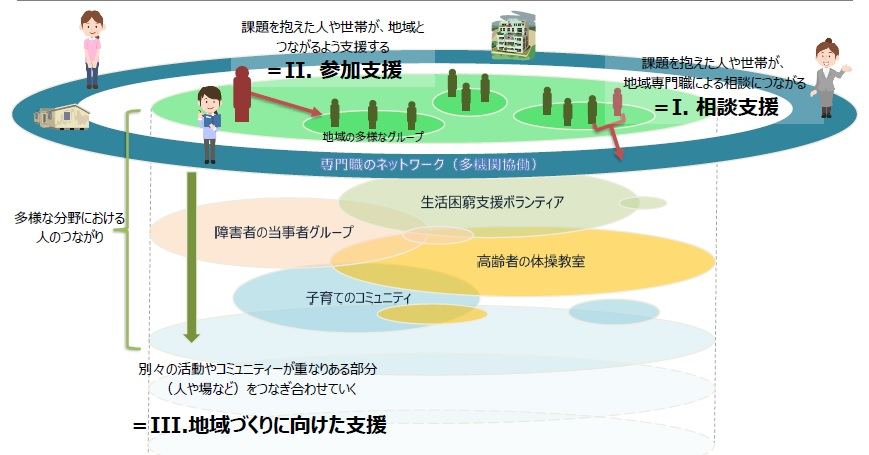 課題を抱えた人や世帯が、地域と
つながるよう支援する
＝II. 参加支援
課題を抱えた人や世帯が、
地域専門職による相談につながる
＝I. 相談支援
地域の多様なグループ
専門職のネットワーク（多機関協働）
多様な分野における
人のつながり
生活困窮支援ボランティア
障害者の当事者グループ
高齢者の体操教室
子育てのコミュニティ
別々の活動やコミュニティーが重なりある部分
（人や場など）をつなぎ合わせていく
＝III.地域づくりに向けた支援